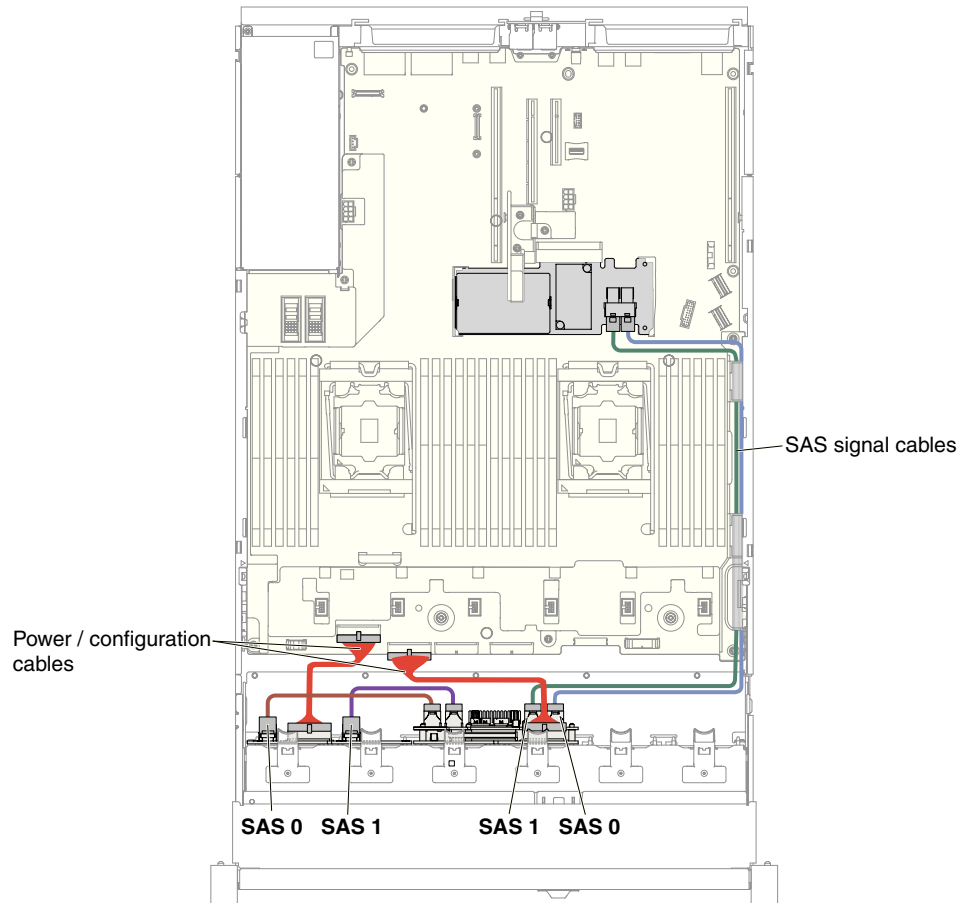 SAS signal cables
Power / configuration
cables
SAS 0 SAS 1 SAS 1 SAS 0